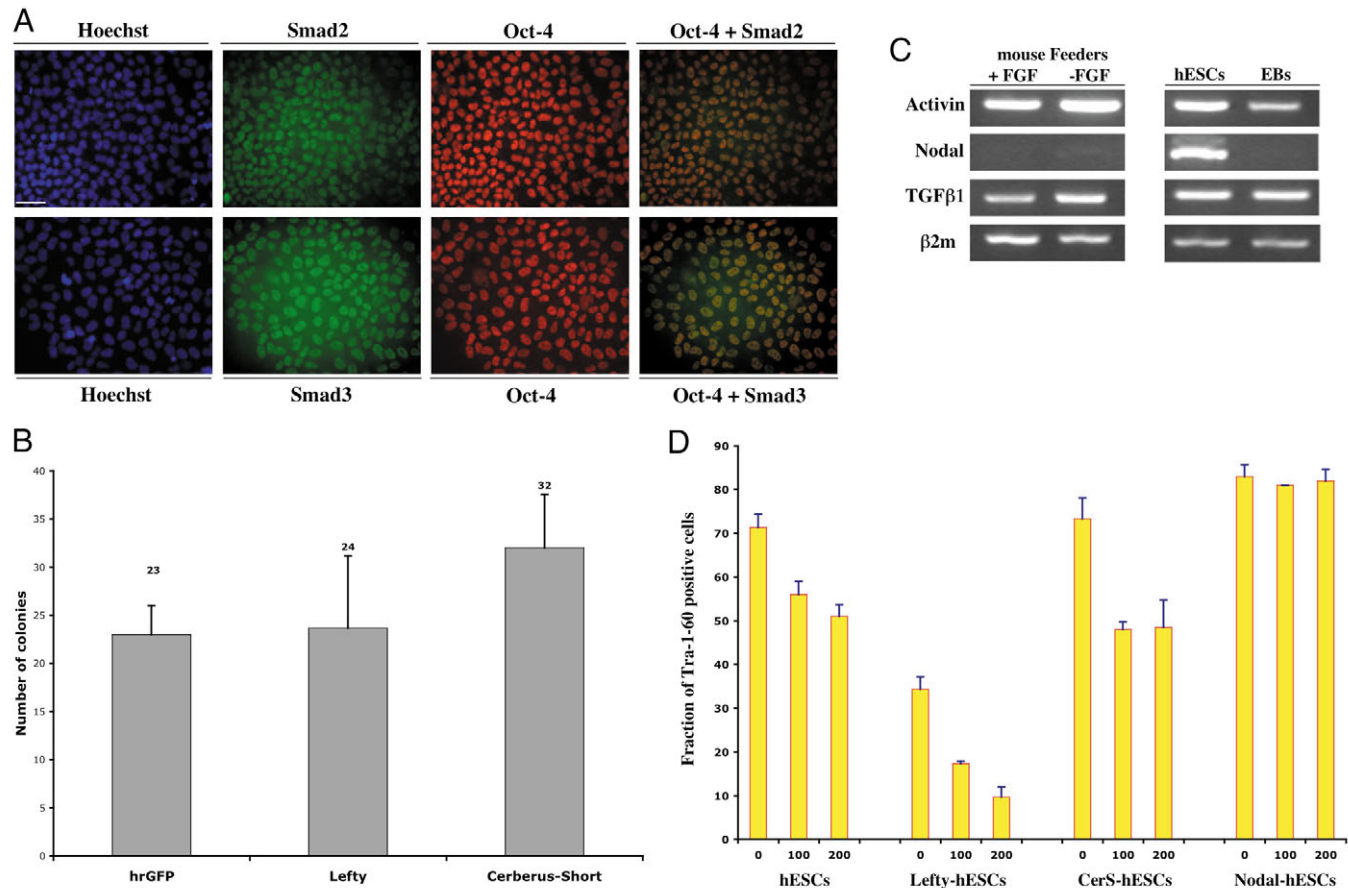 A
Hoechst Smad2 Oct-4 Oct-4 + Smad2
Hoechst Smad3 Oct-4 Oct-4 + Smad3
C
mouse Feeders
+ FGF -FGF hESCs EBs
Activin
Nodal
TGFβ1
β2m
B
Number of colonies
40
35
30
25
20
15
10
5
0
23
24
32
hrGFP Lefty Cerberus-Short
D
Fraction of Tra-1-60 positive cells
90
80
70
60
50
40
30
20
10
0
0 100 200 0 100 200 0 100 200 0 100 200
hESCs Lefty-hESCs CerS-hESCs Nodal-hESCs